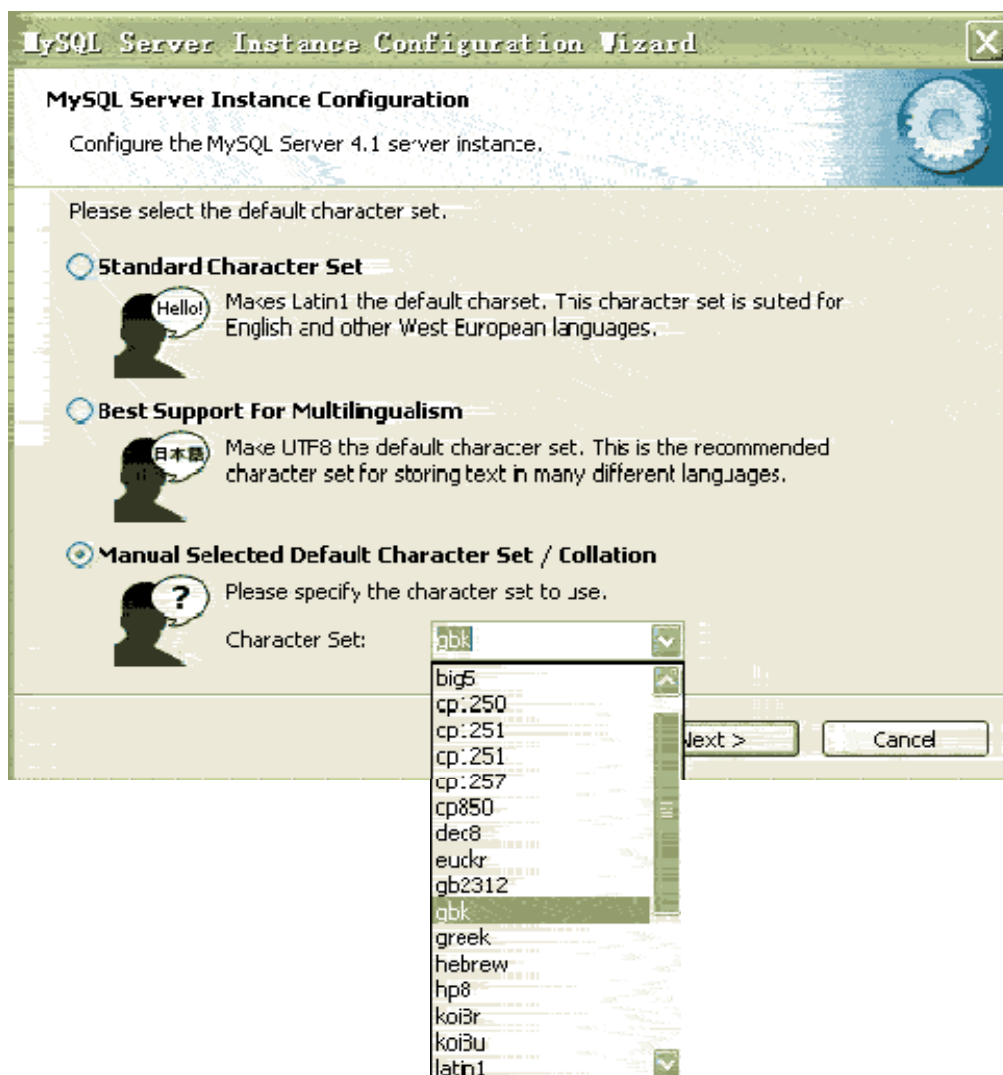 MySQL Server Instance Configuration Wizard
MySQL Server Instance Configuration
Configure the MySQL Server 4.1 server instance.
Please select the default character set.
Standard Character Set
Hello!
Makes Latin1 the default charset. This character set is suited for
English and other West European languages.
Best Support For Multilingualism
日本語
Make UTF8 the default character set. This is the recommended
character set for storing text in many different languages.
Manual Selected Default Character Set / Collation
?
Please specify the character set to use.
Character Set: gbk
big5
cp1250
cp1251
cp1251
cp1257
cp850
dec8
euckr
gb2312
gbk
greek
hebrew
hp8
koi8r
koi8u
latin1
Next >
Cancel